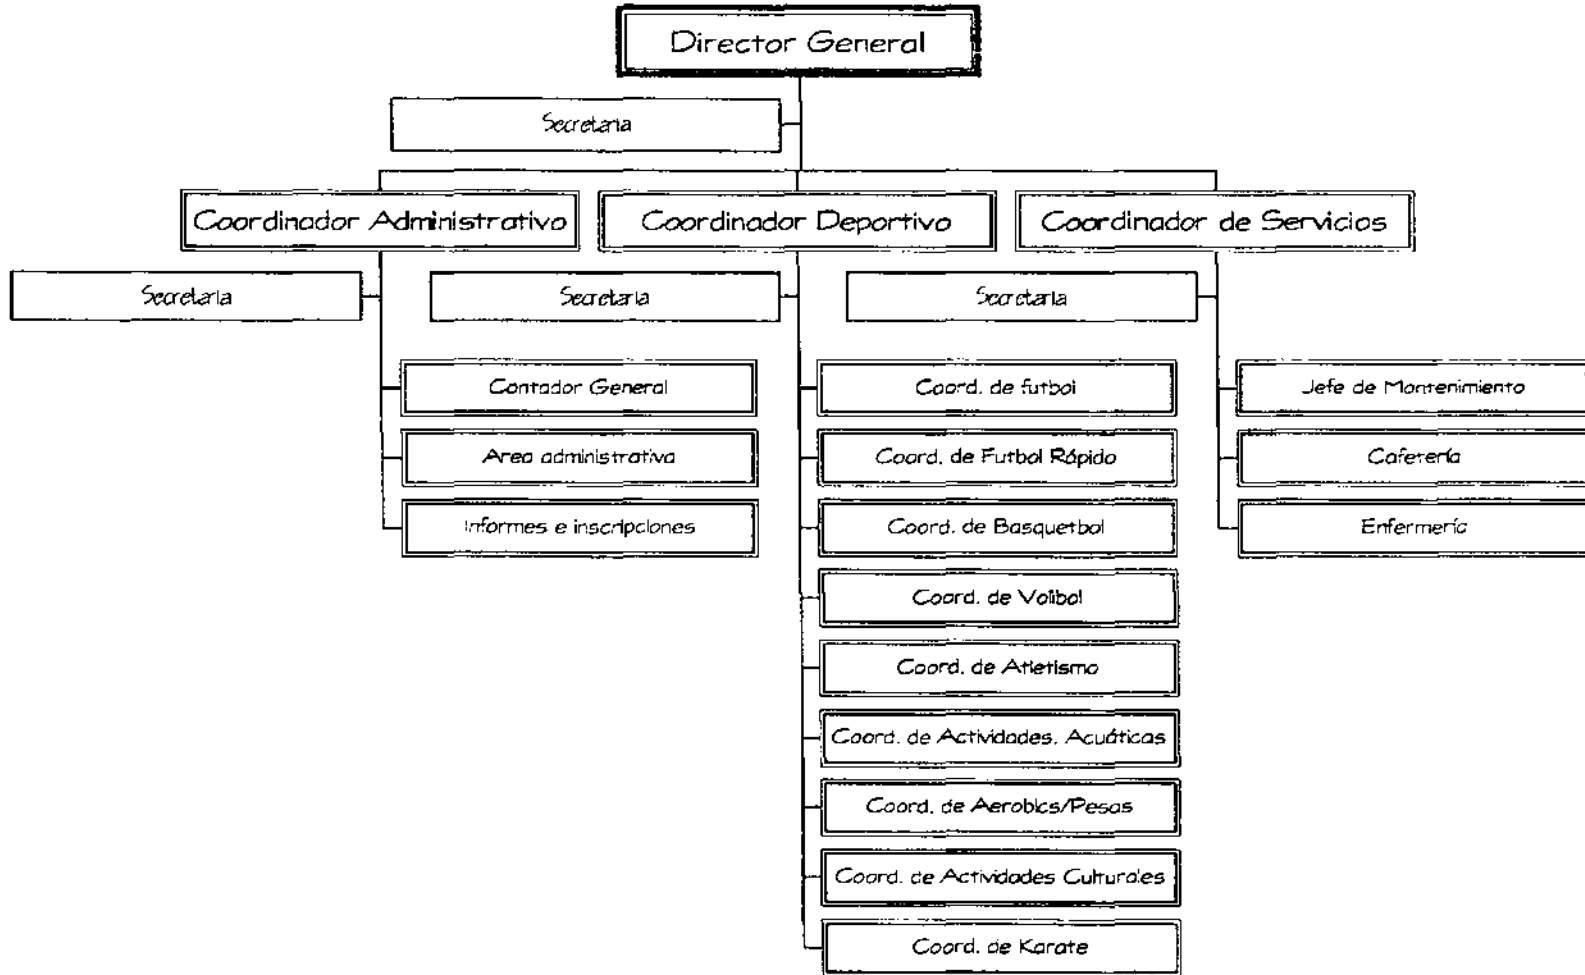 Director General
Secretaria
Coordinador Administrativo
Coordinador Deportivo
Coordinador de Servicios
Secretaria
Secretaria
Secretaria
Contador General
Area administrativa
Informes e inscripciones
Coord. de futbol
Coord. de Futbol Rápido
Coord. de Basquetbol
Coord. de Volibol
Coord. de Atletismo
Coord. de Actividades. Acuáticas
Coord. de Aerobics/Pesas
Coord. de Actividades Culturales
Coord. de Karate
Jefe de Mantenimiento
Cafetería
Enfermería